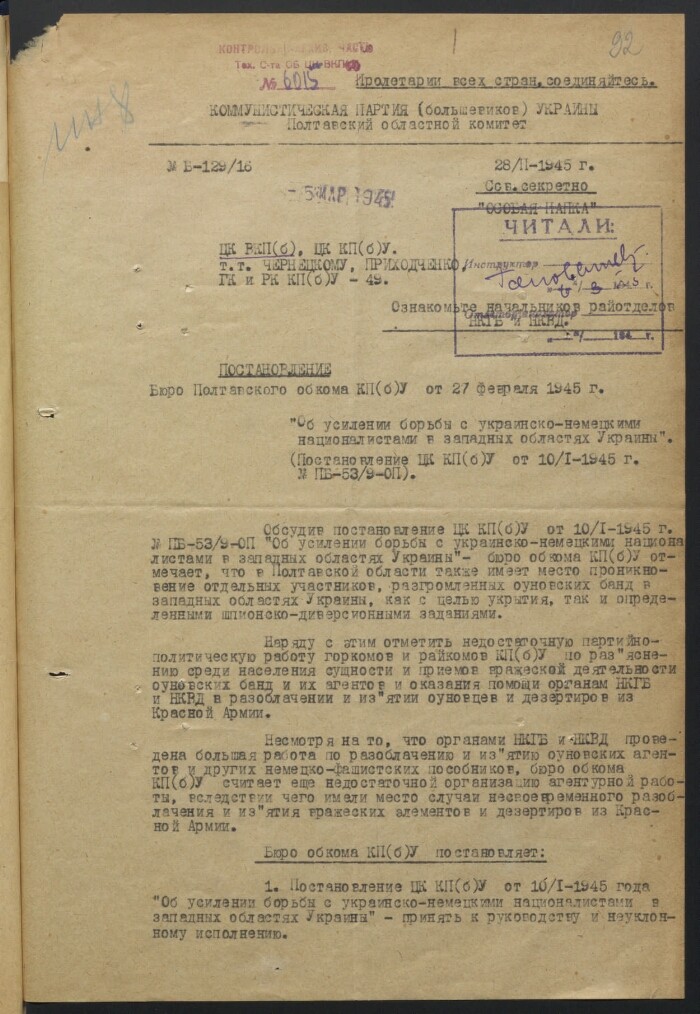 92
КОНТРОЛЬ
Тех. С-та ОБ ЦК ВКП(б)
№ 6015
Пролетарии всех стран, соединяйтесь.
КОММУНИСТИЧЕСКАЯ ПАРТИЯ (большевиков) УКРАИНЫ
Полтавский областной комитет
№ Б-129/16
28/II-1945 г.
5 МАР 1945
Сов. секретно
"ОСОБАЯ ПАПКА"
ЧИТАЛИ:
ЦК ВКП(б), ЦК КП(б)У.
Инструктор
т.т. ЧЕРНЕЦКОМУ, ПРИХОДЧЕНКО,
ГК и РК КП(б)У - 49.
Ознакомьте начальников райотделов
НКГБ и НКВД.
194 г.
ПОСТАНОВЛЕНИЕ
Бюро Полтавского обкома КП(б)У от 27 февраля 1945 г.
"Об усилении борьбы с украинско-немецкими
националистами в западных областях Украины".
(Постановление ЦК КП(б)У от 10/I-1945 г.
№ ПБ-53/9-ОП).
Обсудив постановление ЦК КП(б)У от 10/I-1945 г.
№ ПБ-53/9-ОП "Об усилении борьбы с украинско-немецкими национа
листами в западных областях Украины"- бюро обкома КП(б)У от-
мечает, что в Полтавской области также имеет место проникно-
вение отдельных участников, разгромленных оуновских банд в
западных областях Украины, как с целью укрытия, так и опреде-
ленными шпионско-диверсионными заданиями.
Наряду с этим отметить недостаточную партийно-
политическую работу горкомов и райкомов КП(б)У по раз"ясне-
нию среди населения сущности и приемов вражеской деятельности
оуновских банд и их агентов и оказания помощи органам НКГБ
и НКВД в разоблачении и из"ятии оуновцев и дезертиров из
Красной Армии.
Несмотря на то, что органами НКГБ и НКВД прове-
дена большая работа по разоблачению и из"ятию оуновских аген-
тов и других немецко-фашистских пособников, бюро обкома
КП(б)У считает еще недостаточной организацию агентурной рабо-
ты, вследствии чего имели место случаи несвоевременного разоб-
лачения и из"ятия вражеских элементов и дезертиров из Крас-
ной Армии.
Бюро обкома КП(б)У постановляет:
1. Постановление ЦК КП(б)У от 10/I-1945 года
"Об усилении борьбы с украинско-немецкими националистами в
западных областях Украины" - принять к руководству и неуклон-
ному исполнению.